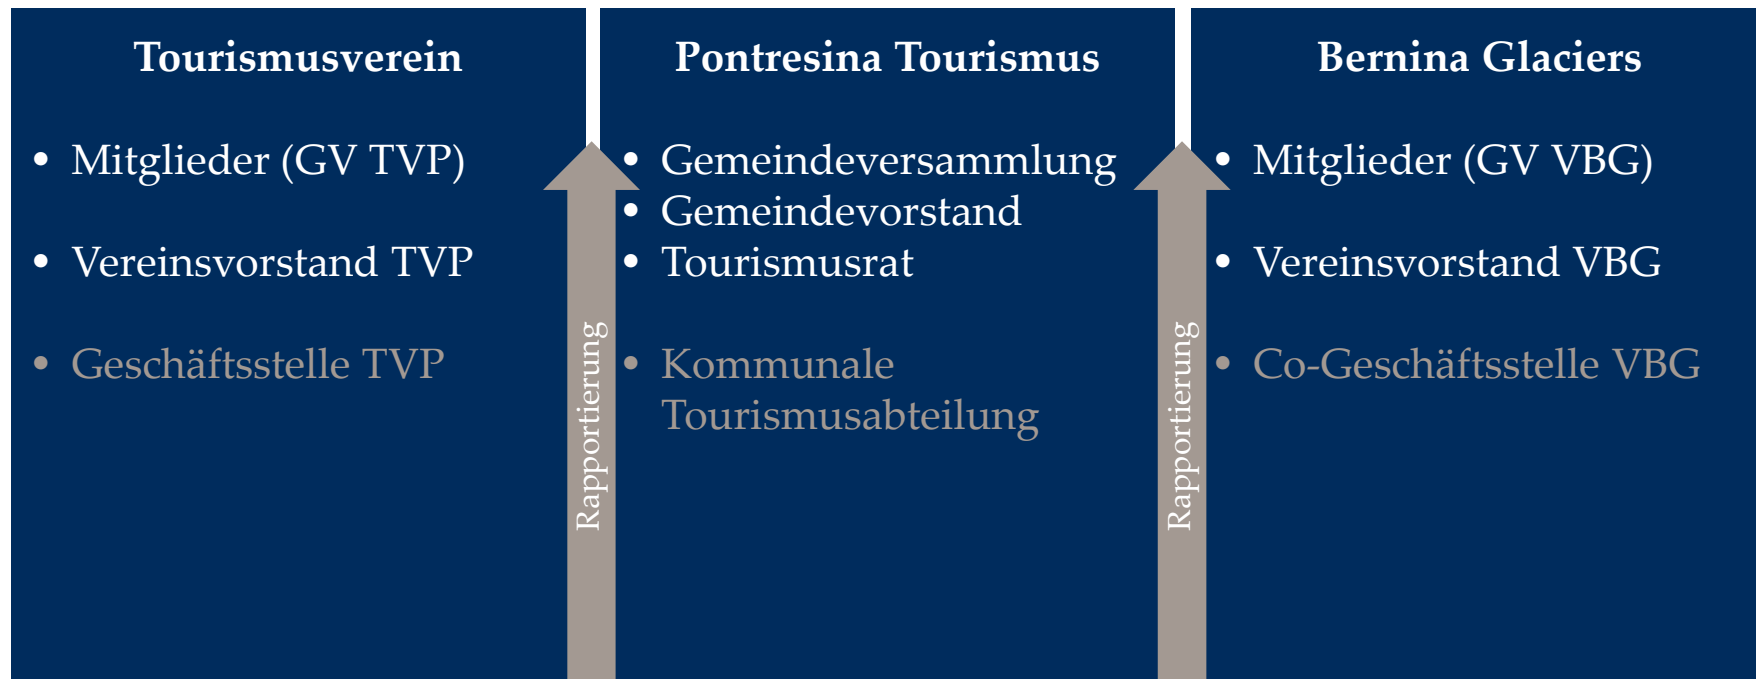 Tourismusverein
• Mitglieder (GV TVP)
• Vereinsvorstand TVP
• Geschäftsstelle TVP
Rapportierung
Pontresina Tourismus
• Gemeindeversammlung
• Gemeindevorstand
• Tourismusrat
• Kommunale
Tourismusabteilung
Rapportierung
Bernina Glaciers
• Mitglieder (GV VBG)
• Vereinsvorstand VBG
• Co-Geschäftsstelle VBG